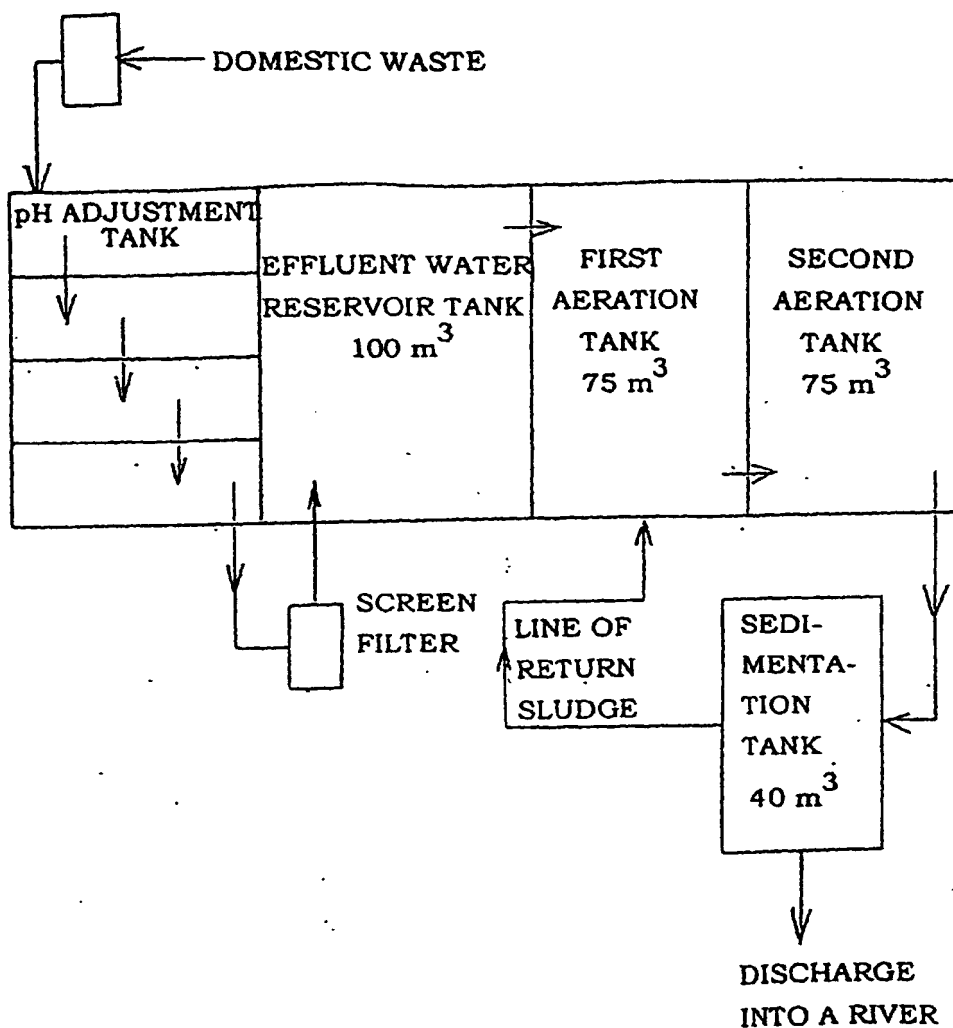 DOMESTIC WASTE
pH ADJUSTMENT
TANK
EFFLUENT WATER
RESERVOIR TANK
100 m³
FIRST
AERATION
TANK
75 m³
SECOND
AERATION
TANK
75 m³
SCREEN
FILTER
LINE OF
RETURN
SLUDGE
SEDI-
MENTA-
TION
TANK
40 m³
DISCHARGE
INTO A RIVER